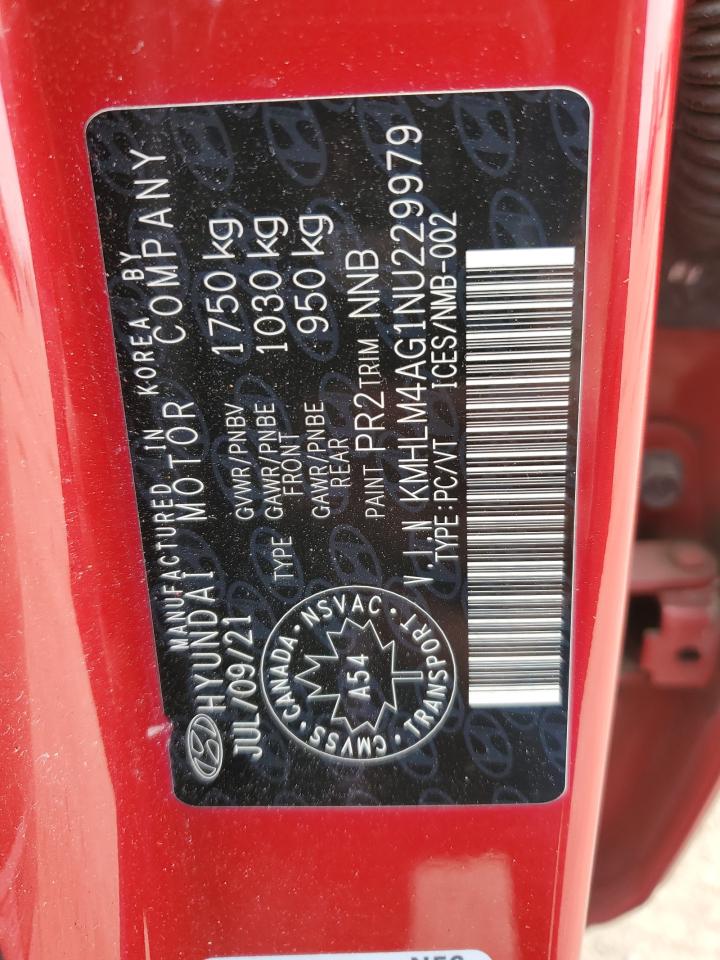 MANUFACTURED IN KOREA BY
HYUNDAI MOTOR COMPANY
JUL/09/21
GVWR/PNBV 1750 kg
TYPE GAWR/PNBE FRONT 1030 kg
GAWR/PNBE REAR 950 kg
PAINT PR2 TRIM NNB
V.I.N KMHLM4AG1NU229979
TYPE:PC/VT ICES/NMB-002
CANADA · NSVAC · TRANSPORT · CMVSS ·
A54